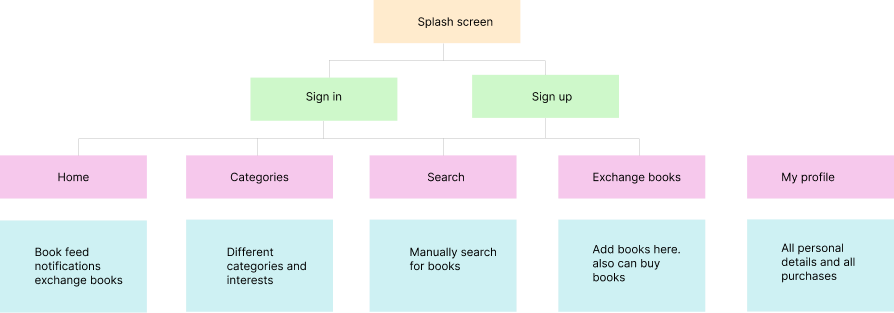 Splash screen
Sign in
Sign up
Home
Categories
Search
Exchange books
My profile
Book feed
notifications
exchange books
Different
categories and
interests
Manually search
for books
Add books here.
also can buy
books
All personal
details and all
purchases